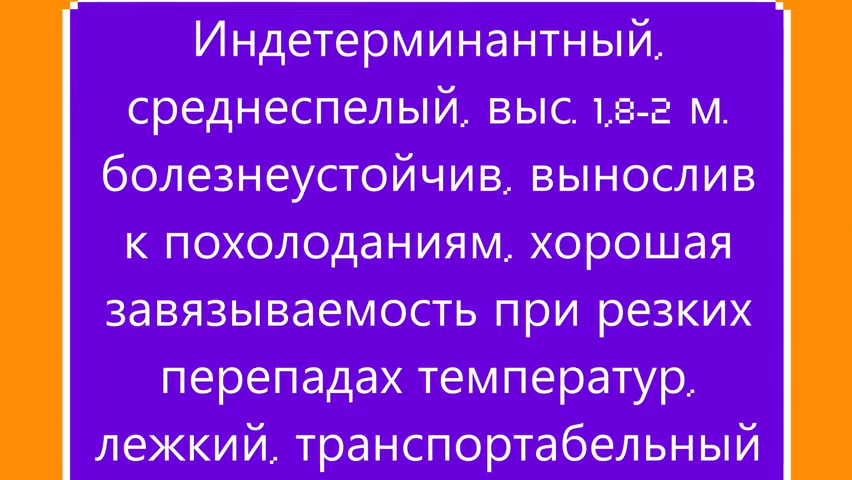 Индетерминантный,
среднеспелый, выс. 1,8-2 м.
болезнеустойчив, вынослив
к похолоданиям, хорошая
завязываемость при резких
перепадах температур,
лежкий, транспортабельный